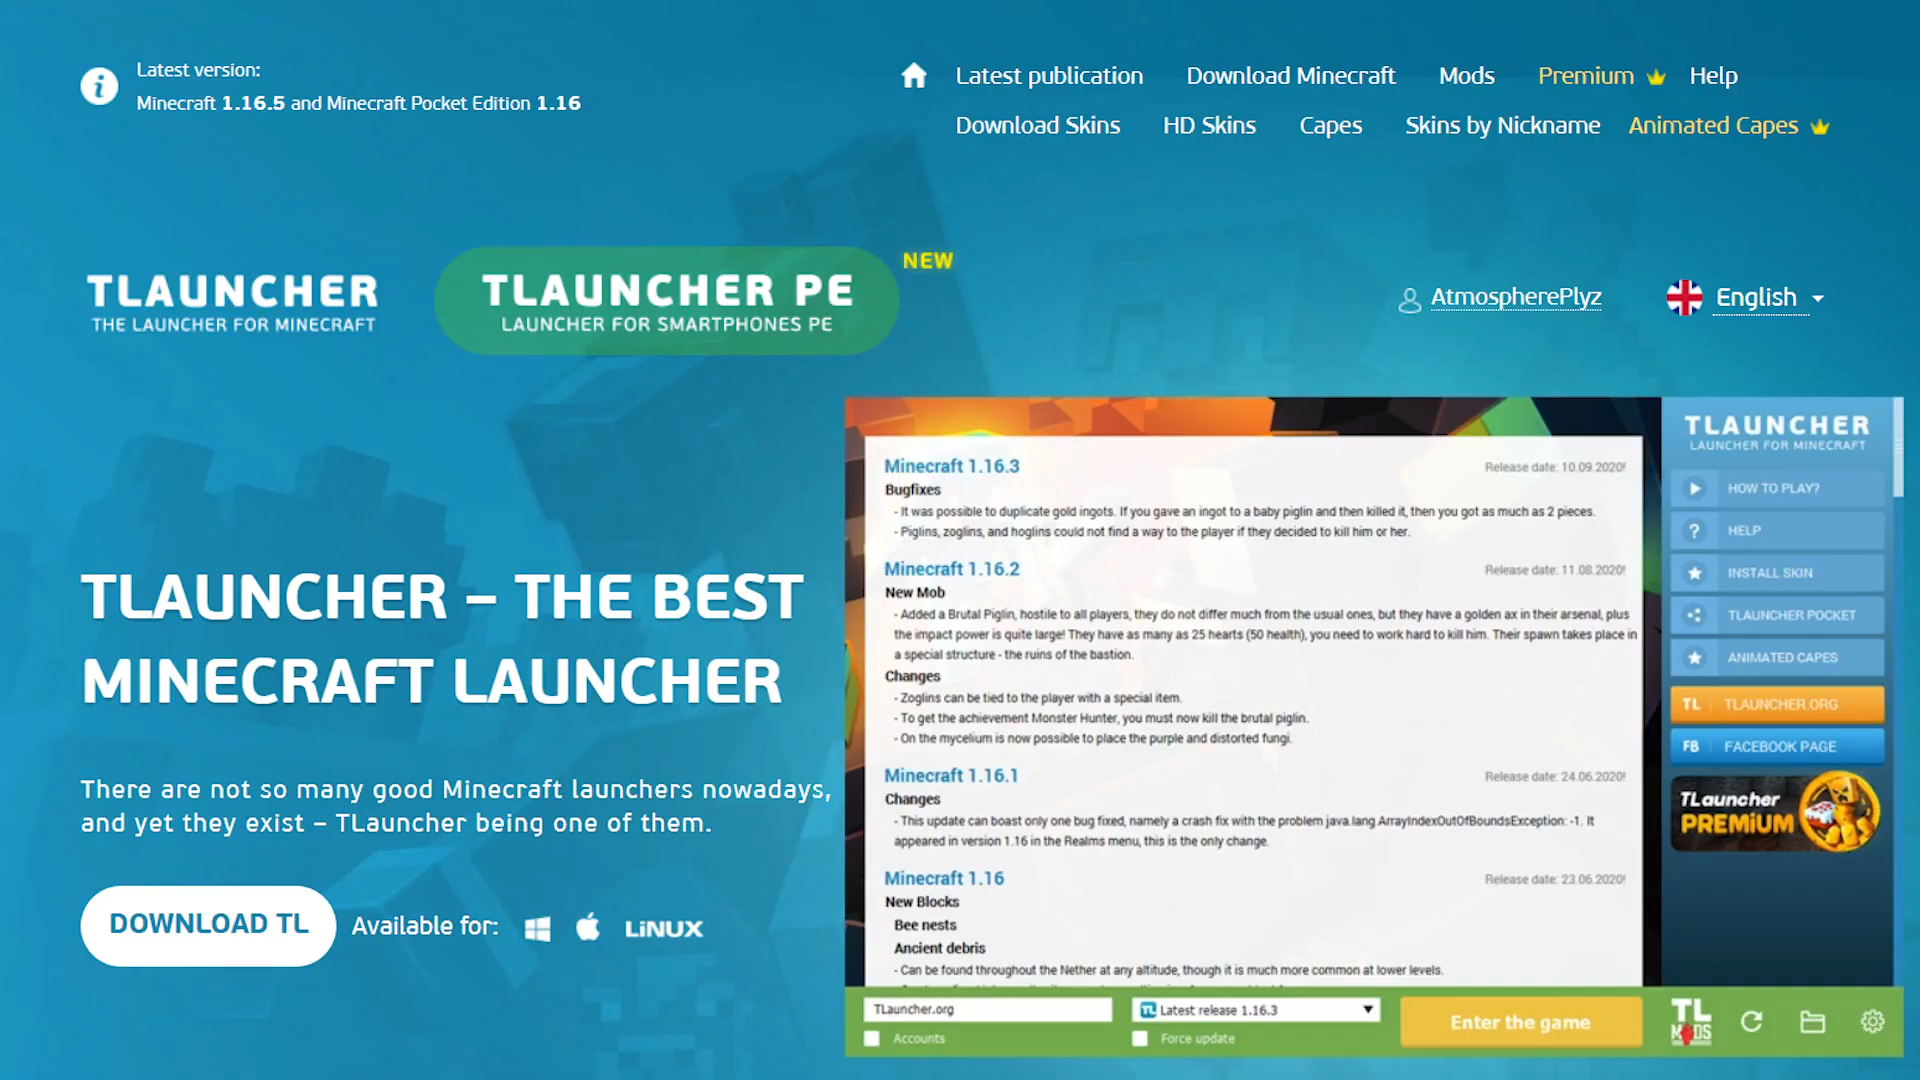 Latest version:
Minecraft 1.16.5 and Minecraft Pocket Edition 1.16
Latest publication Download Minecraft Mods Premium Help
Download Skins HD Skins Capes Skins by Nickname Animated Capes
TLAUNCHER
THE LAUNCHER FOR MINECRAFT
TLAUNCHER PE
LAUNCHER FOR SMARTPHONES PE
NEW
AtmospherePlyz
English
TLAUNCHER – THE BEST
MINECRAFT LAUNCHER
There are not so many good Minecraft launchers nowadays,
and yet they exist – TLauncher being one of them.
DOWNLOAD TL
Available for:
LiNUX
Minecraft 1.16.3 Release date: 10.09.2020!
Bugfixes
- It was possible to duplicate gold ingots. If you gave an ingot to a baby piglin and then killed it, then you got as much as 2 pieces.
- Piglins, zoglins, and hoglins could not find a way to the player if they decided to kill him or her.
Minecraft 1.16.2 Release date: 11.08.2020!
New Mob
- Added a Brutal Piglin, hostile to all players, they do not differ much from the usual ones, but they have a golden ax in their arsenal, plus
the impact power is quite large! They have as many as 25 hearts (50 health), you need to work hard to kill him. Their spawn takes place in
a special structure - the ruins of the bastion.
Changes
- Zoglins can be tied to the player with a special item.
- To get the achievement Monster Hunter, you must now kill the brutal piglin.
- On the mycelium is now possible to place the purple and distorted fungi.
Minecraft 1.16.1 Release date: 24.06.2020!
Changes
- This update can boast only one bug fixed, namely a crash fix with the problem java.lang.ArrayIndexOutOfBoundsException: -1. It
appeared in version 1.16 in the Realms menu, this is the only change.
Minecraft 1.16 Release date: 23.06.2020!
New Blocks
Bee nests
Ancient debris
- Can be found throughout the Nether at any altitude, though it is much more common at lower levels.
TLAUNCHER
LAUNCHER FOR MINECRAFT
HOW TO PLAY?
HELP
INSTALL SKIN
TLAUNCHER POCKET
ANIMATED CAPES
TL TLAUNCHER.ORG
FB FACEBOOK PAGE
TLauncher
PREMiUM
TLauncher.org
Accounts
TL Latest release 1.16.3
Force update
Enter the game
TL
MODS